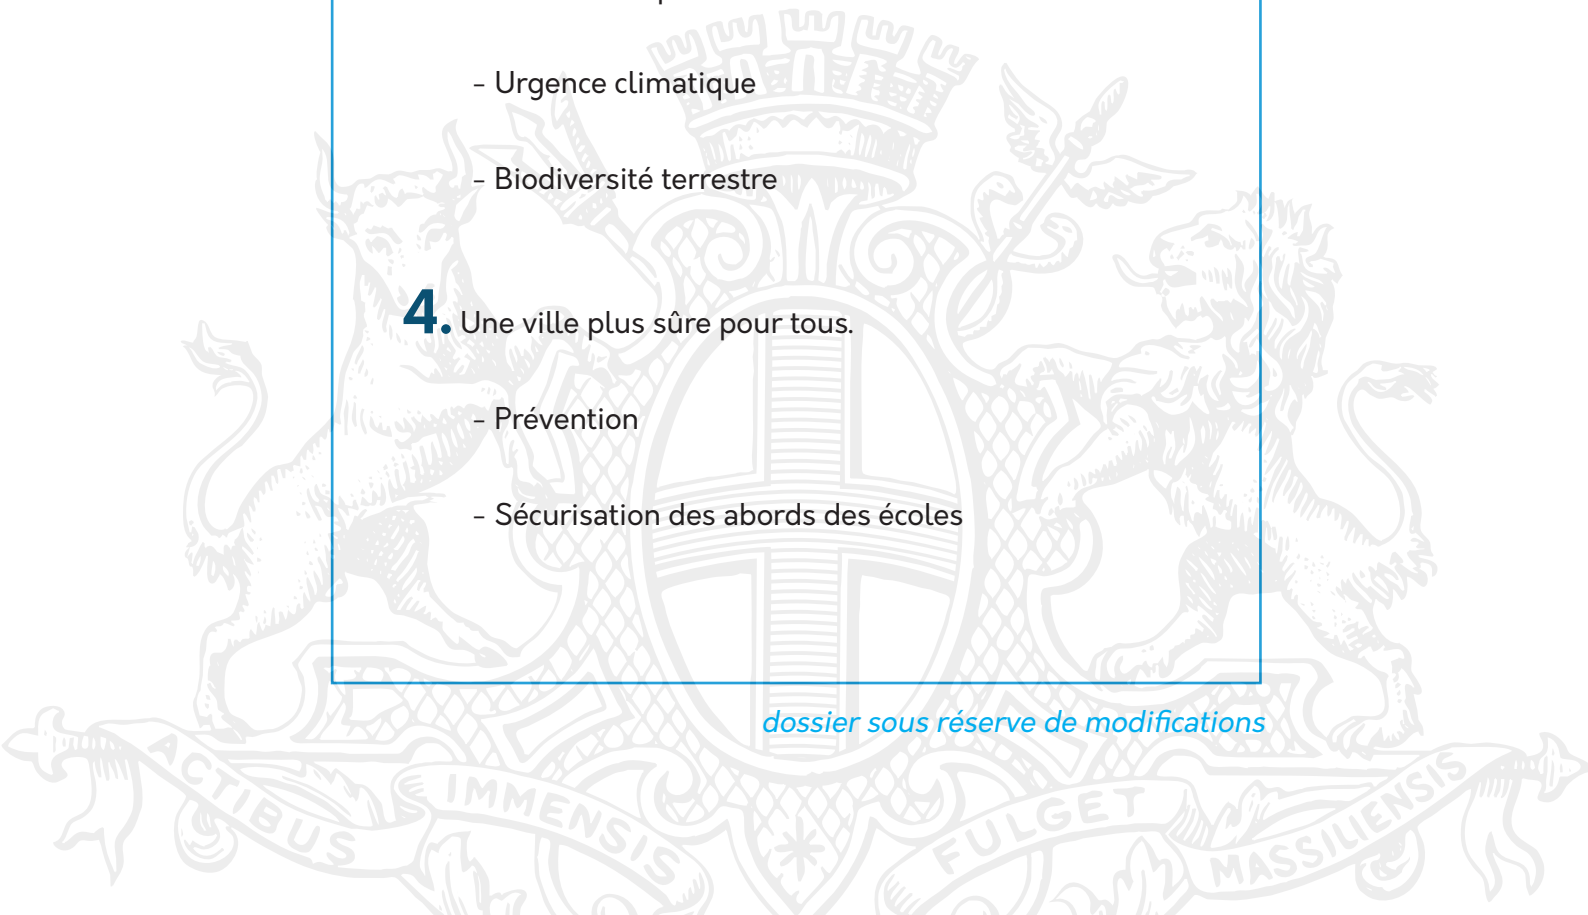 - Urgence climatique
- Biodiversité terrestre
4. Une ville plus sûre pour tous.
- Prévention
- Sécurisation des abords des écoles
dossier sous réserve de modifications
ACTIBUS IMMENSIS FULGET MASSILIENSIS